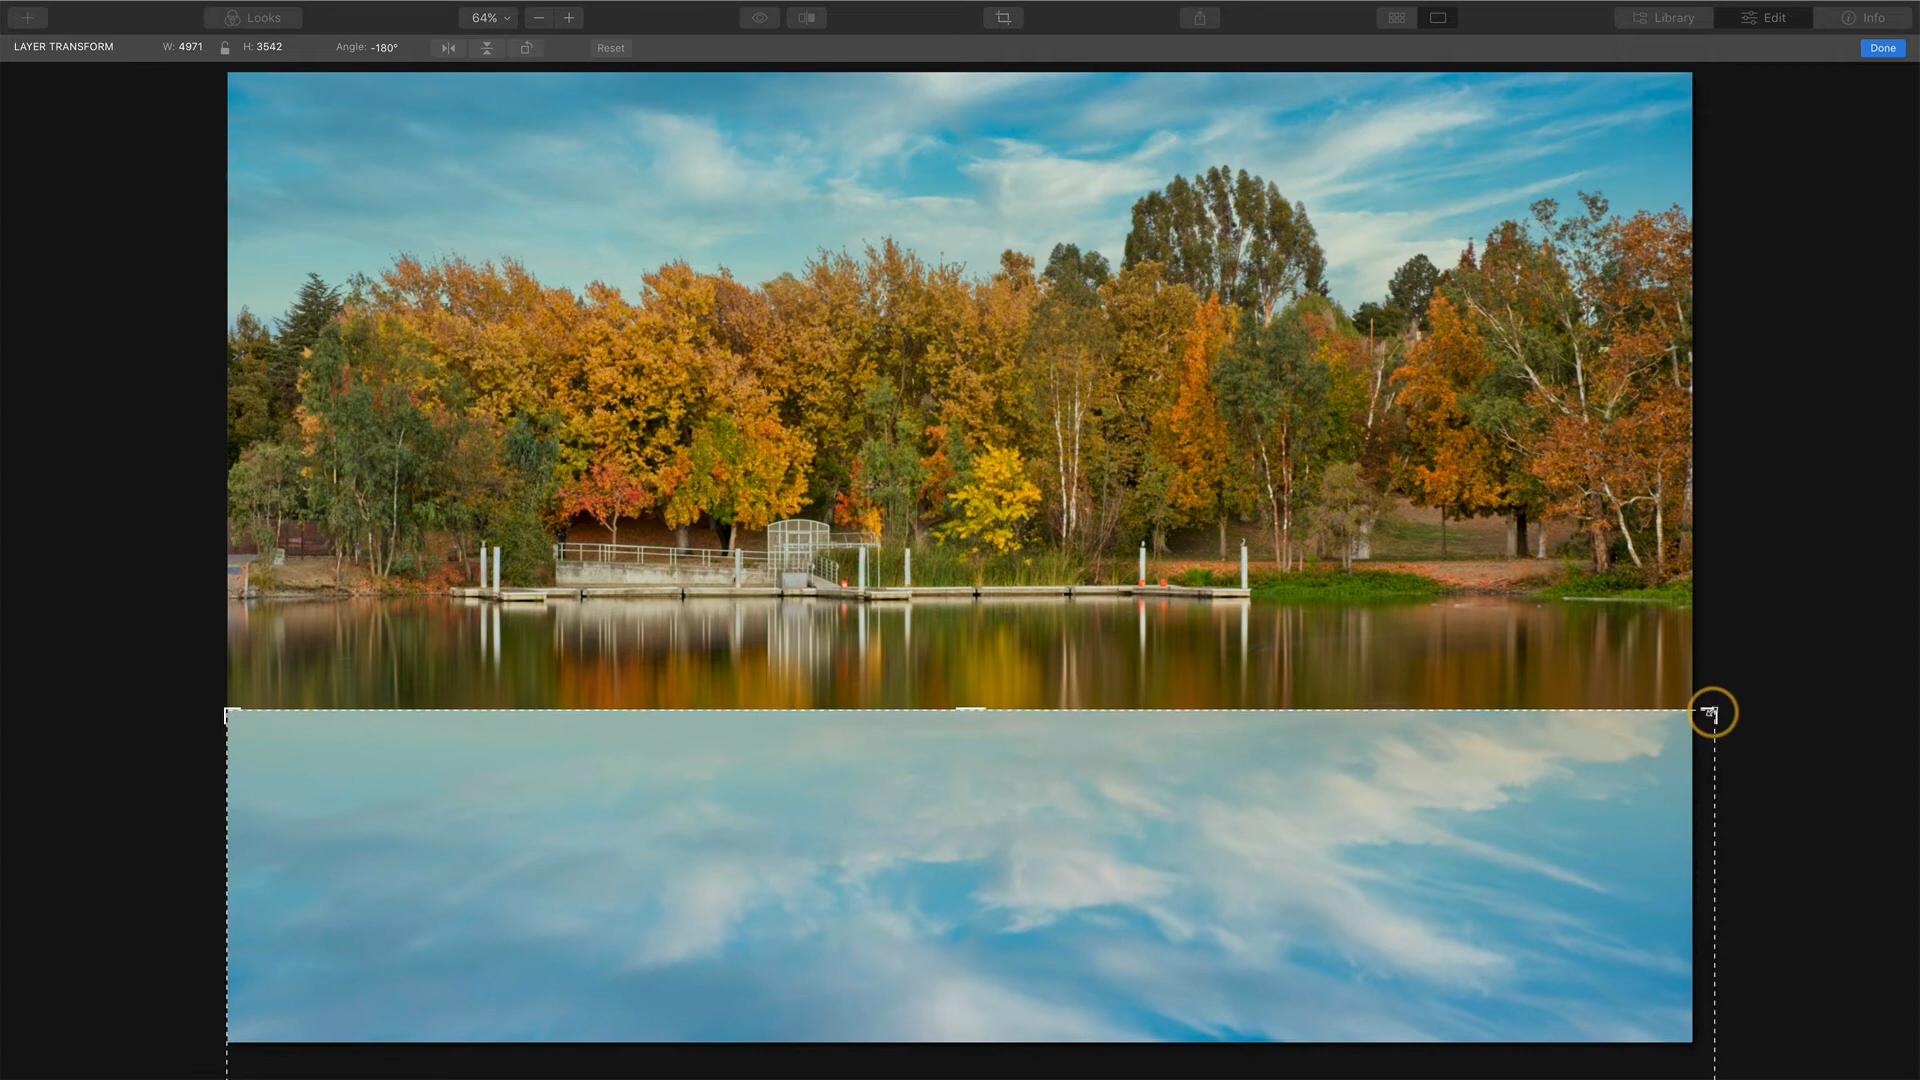 Looks 64% Library Edit Info
LAYER TRANSFORM W: 4971 H: 3542 Angle: -180° Reset Done